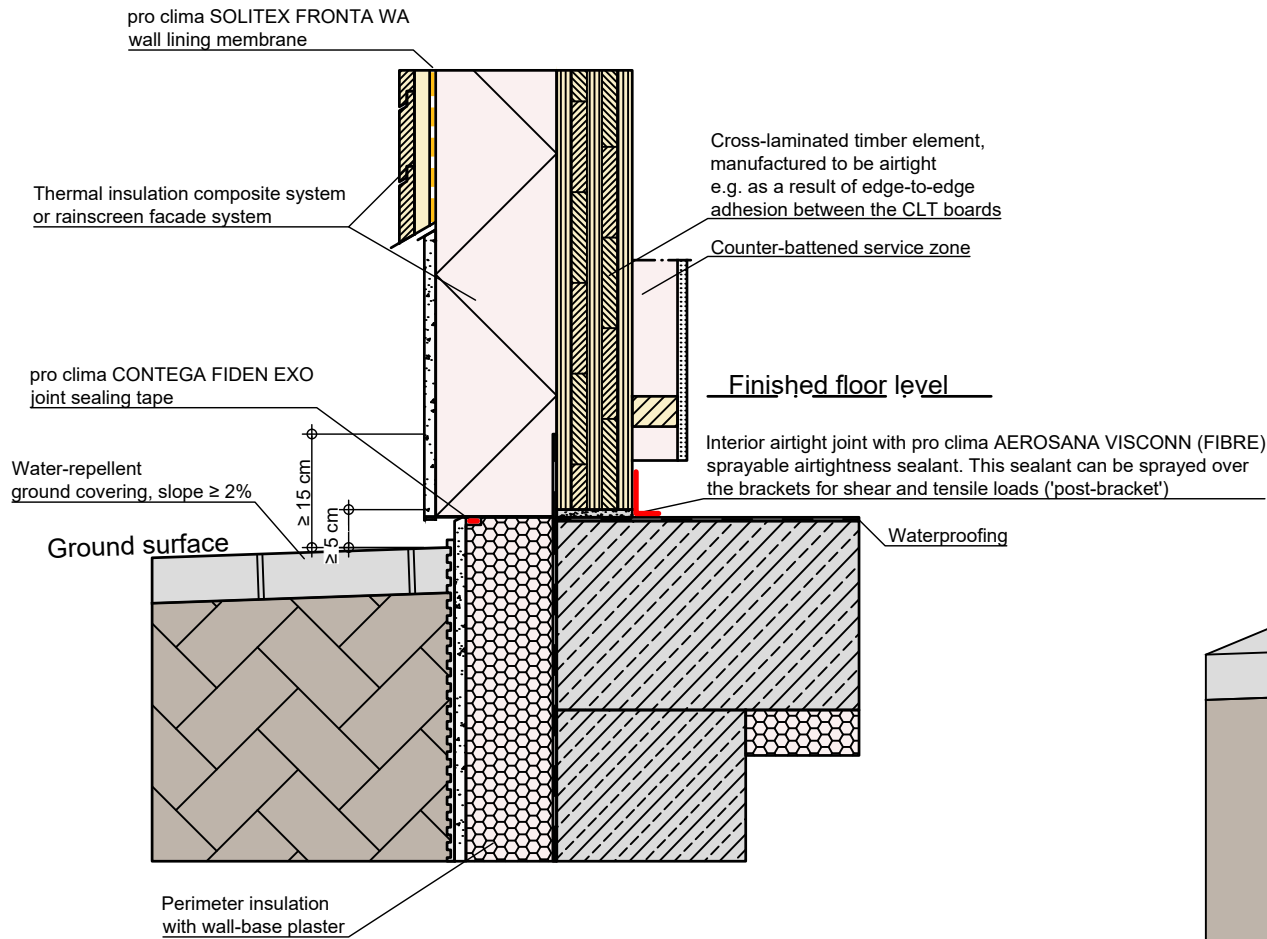 pro clima SOLITEX FRONTA WA
wall lining membrane
Thermal insulation composite system
or rainscreen facade system
Cross-laminated timber element,
manufactured to be airtight
e.g. as a result of edge-to-edge
adhesion between the CLT boards
Counter-battened service zone
pro clima CONTEGA FIDEN EXO
joint sealing tape
Finished floor level
Water-repellent
ground covering, slope ≥ 2%
≥ 15 cm
≥ 5 cm
Interior airtight joint with pro clima AEROSANA VISCONN (FIBRE)
sprayable airtightness sealant. This sealant can be sprayed over
the brackets for shear and tensile loads ('post-bracket')
Ground surface
Waterproofing
Perimeter insulation
with wall-base plaster